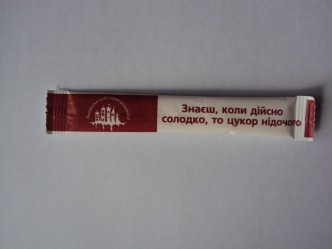 Знаєш, коли дійсно
солодко, то цукор нідочого